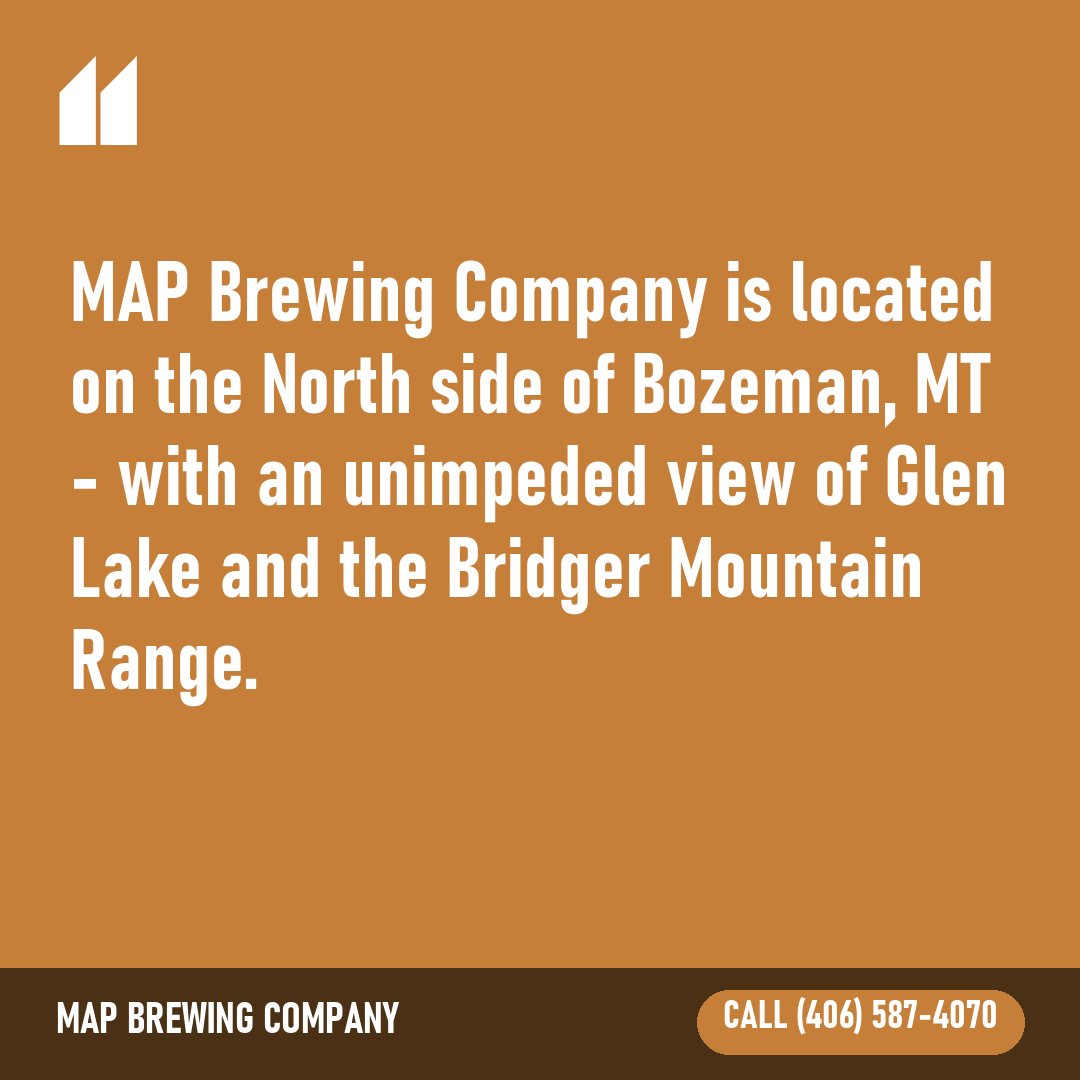 MAP Brewing Company is located
on the North side of Bozeman, MT
- with an unimpeded view of Glen
Lake and the Bridger Mountain
Range.
MAP BREWING COMPANY
CALL (406) 587-4070